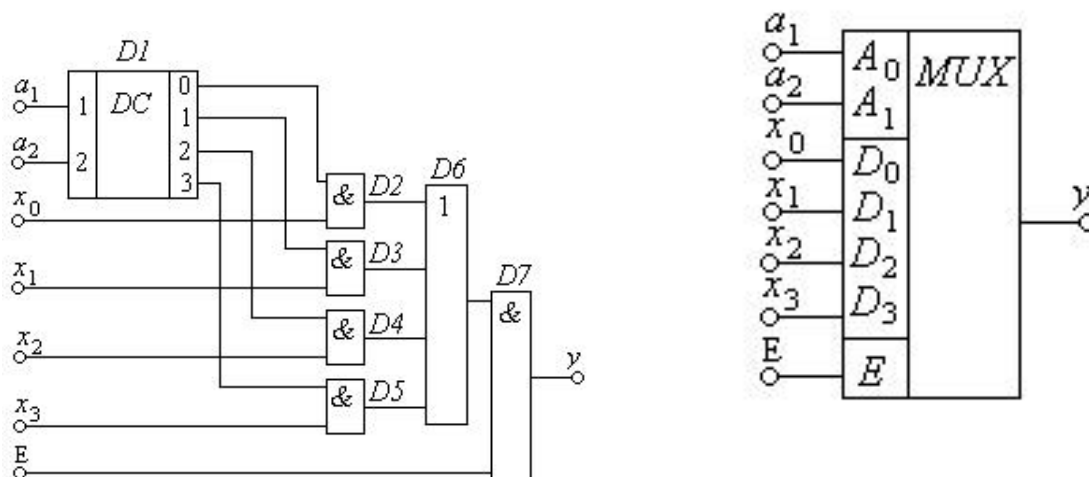 D1
a1
1
DC
0
1
2
3
a2
2
x0
&
D2
D6
1
x1
&
D3
D7
&
x2
&
D4
y
x3
&
D5
E
a1
A0
MUX
a2
A1
x0
D0
x1
D1
y
x2
D2
x3
D3
E
E